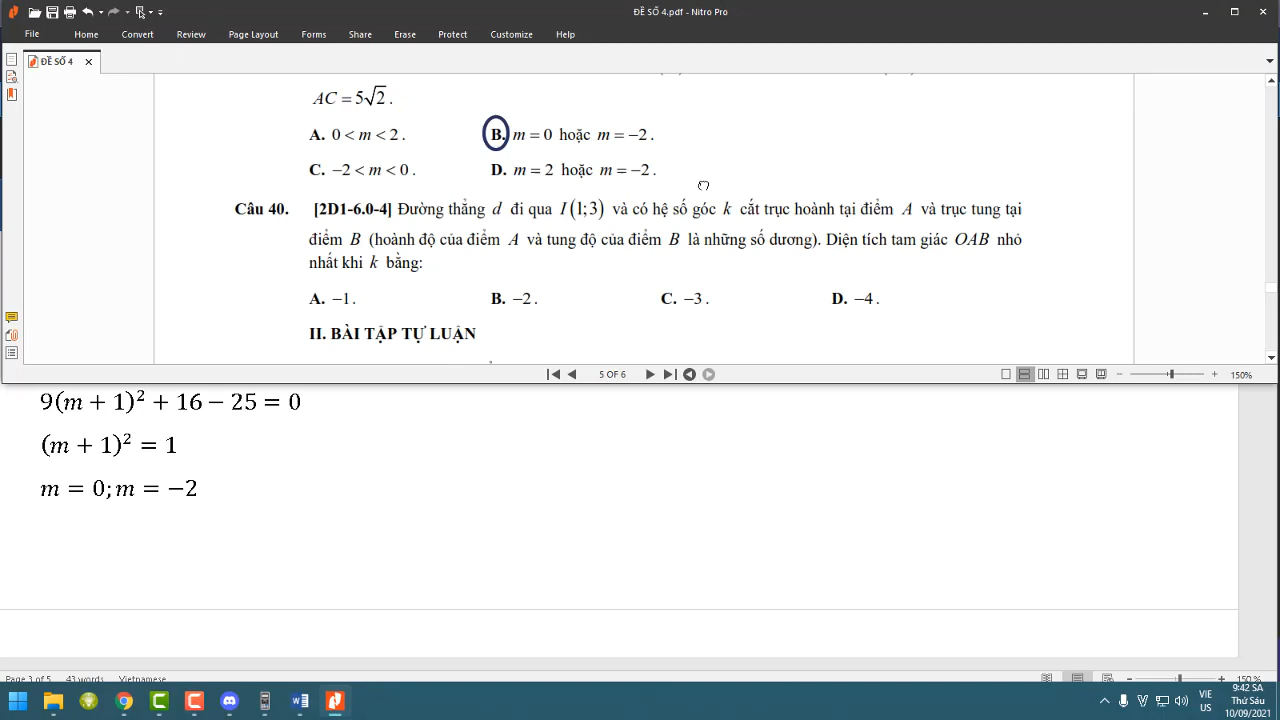 ĐỀ SỐ 4.pdf - Nitro Pro
File Home Convert Review Page Layout Forms Share Erase Protect Customize Help
ĐỀ SỐ 4
AC = 5√2 .
A. 0 < m < 2 . B. m = 0 hoặc m = −2 .
C. −2 < m < 0 . D. m = 2 hoặc m = −2 .
Câu 40. [2D1-6.0-4] Đường thẳng d đi qua I(1;3) và có hệ số góc k cắt trục hoành tại điểm A và trục tung tại
điểm B (hoành độ của điểm A và tung độ của điểm B là những số dương). Diện tích tam giác OAB nhỏ
nhất khi k bằng:
A. −1 . B. −2 . C. −3 . D. −4 .
II. BÀI TẬP TỰ LUẬN
5 OF 6 150%
9(m + 1)² + 16 − 25 = 0
(m + 1)² = 1
m = 0; m = −2
Page 3 of 5 43 words Vietnamese 150 %
VIE
US
9:42 SA
Thứ Sáu
10/09/2021